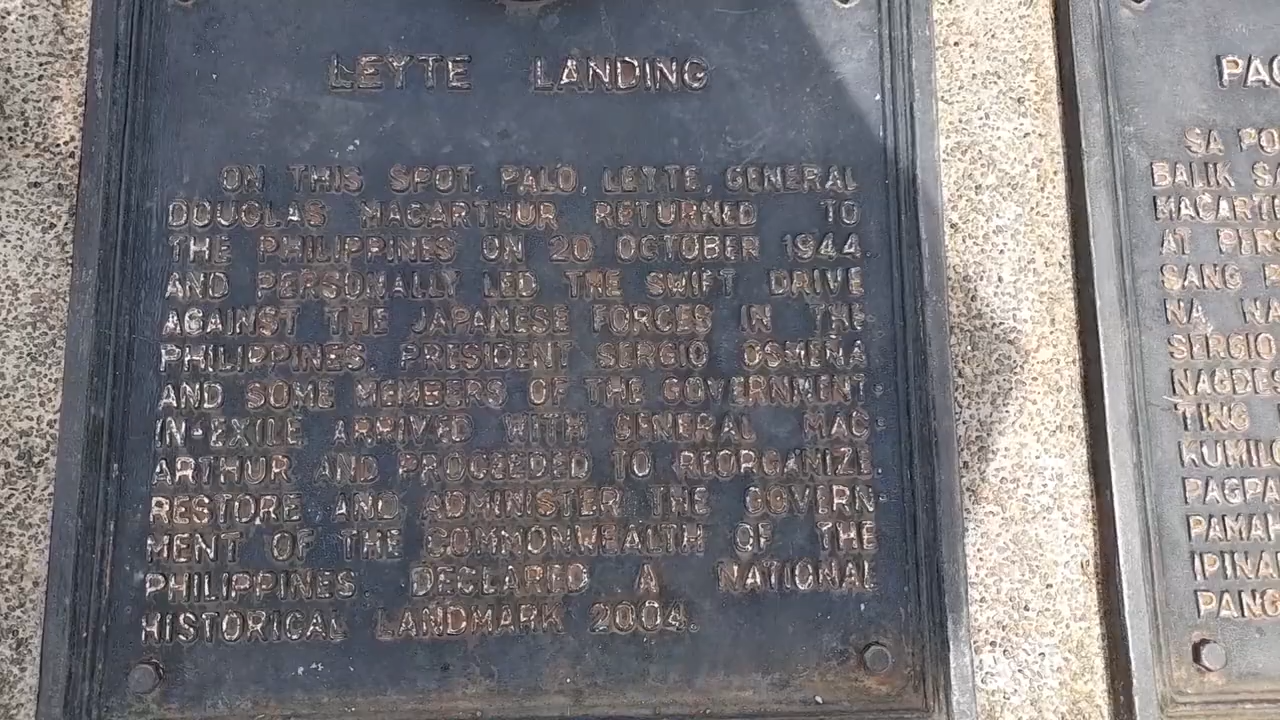 LEYTE LANDING
ON THIS SPOT, PALO, LEYTE, GENERAL
DOUGLAS MACARTHUR RETURNED TO
THE PHILIPPINES ON 20 OCTOBER 1944
AND PERSONALLY LED THE SWIFT DRIVE
AGAINST THE JAPANESE FORCES IN THE
PHILIPPINES. PRESIDENT SERGIO OSMEÑA
AND SOME MEMBERS OF THE GOVERNMENT-
IN-EXILE ARRIVED WITH GENERAL MAC-
ARTHUR AND PROCEEDED TO REORGANIZE,
RESTORE AND ADMINISTER THE GOVERN-
MENT OF THE COMMONWEALTH OF THE
PHILIPPINES. DECLARED A NATIONAL
HISTORICAL LANDMARK 2004.
PAG
SA PO
BALIK SA
MACARTH
AT PERS
SANG P
NA NA
SERGIO
NAGDES
TING
KUMILO
PAGPA
PAMAH
IPINA
PANG